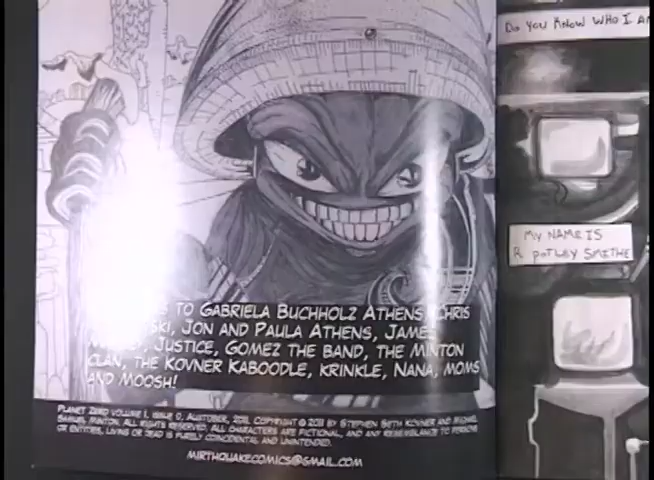 TO GABRIELA BUCHHOLZ ATHENS, CHRIS
SKI, JON AND PAULA ATHENS, JAMES
JUSTICE, GOMEZ THE BAND, THE MINTON
CLAN, THE KOVNER KABOODLE, KRINKLE, NANA, MOMS
AND MOOSH!
PLANET ZERO VOLUME 1, ISSUE 0, AUGTOBER, 2011. COPYRIGHT © 2011 BY STEPHEN SETH KOVNER AND MICHAEL
SAMUEL MINTON. ALL RIGHTS RESERVED. ALL CHARACTERS ARE FICTIONAL, AND ANY RESEMBLANCE TO PERSONS
OR ENTITIES, LIVING OR DEAD IS PURELY COINCIDENTAL AND UNINTENDED.
MIRTHQUAKECOMICS@GMAIL.COM
DO YOU KNOW WHO I AM
MY NAME IS
R POTLEY SMITHE